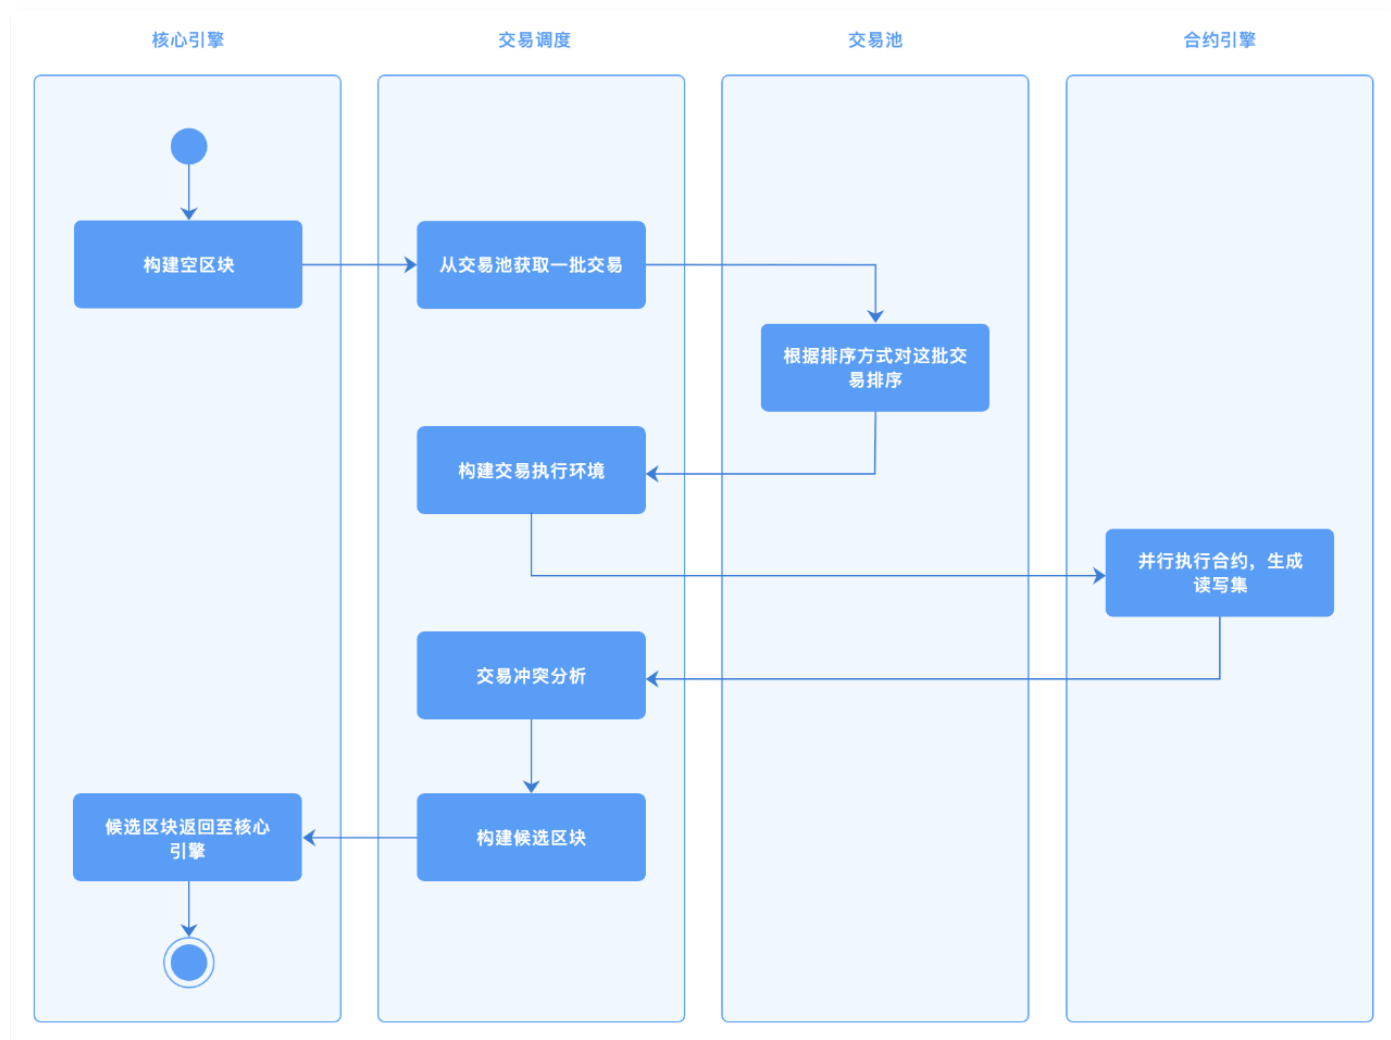 核心引擎
交易调度
交易池
合约引擎
构建空区块
从交易池获取一批交易
根据排序方式对这批交
易排序
构建交易执行环境
并行执行合约，生成
读写集
交易冲突分析
候选区块返回至核心
引擎
构建候选区块